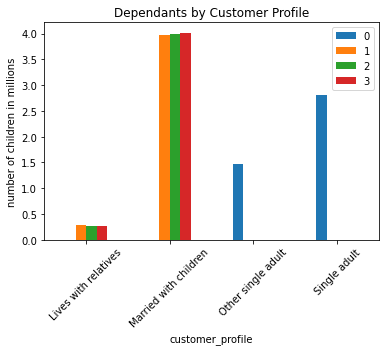 Dependants by Customer Profile
number of children in millions
4.0
3.5
3.0
2.5
2.0
1.5
1.0
0.5
0.0
0
1
2
3
Lives with relatives
Married with children
Other single adult
Single adult
customer_profile